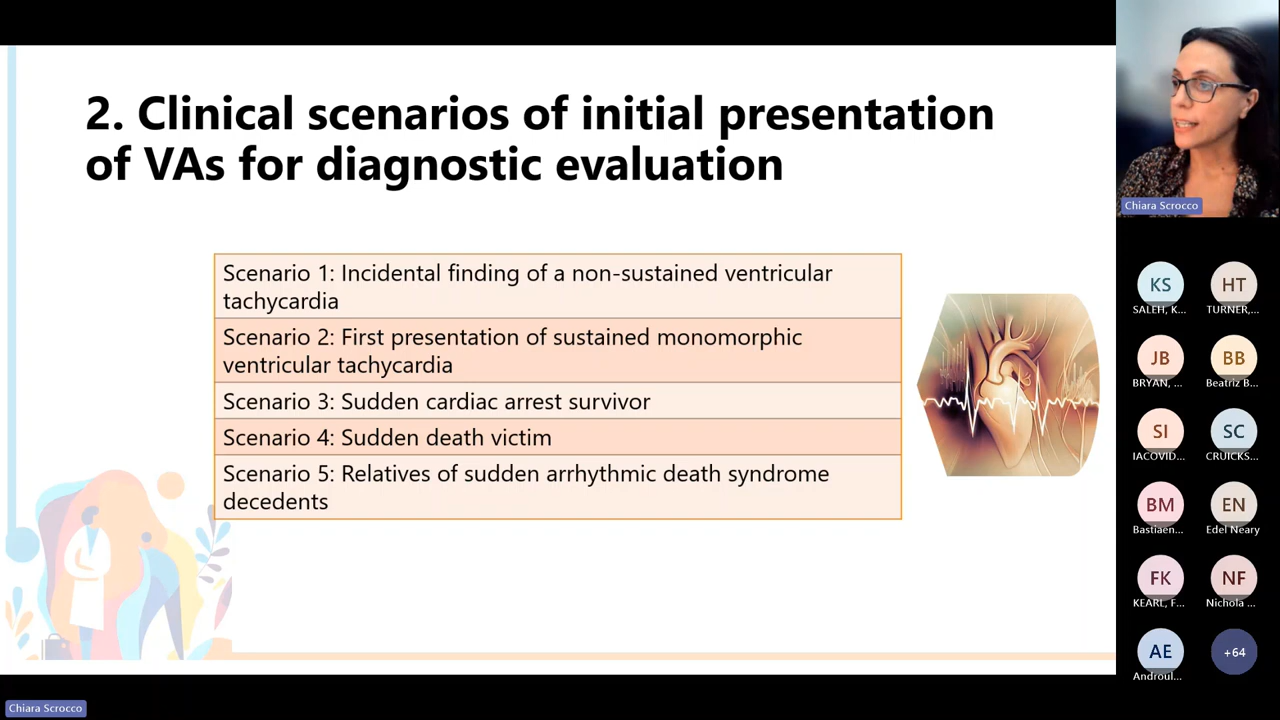 2. Clinical scenarios of initial presentation
of VAs for diagnostic evaluation
Scenario 1: Incidental finding of a non-sustained ventricular
tachycardia
Scenario 2: First presentation of sustained monomorphic
ventricular tachycardia
Scenario 3: Sudden cardiac arrest survivor
Scenario 4: Sudden death victim
Scenario 5: Relatives of sudden arrhythmic death syndrome
decedents
Chiara Scrocco
KS
HT
SALEH, K...
TURNER,...
JB
BB
BRYAN, ...
Beatriz B...
SI
SC
IACOVID...
CRUICKS...
BM
EN
Bastiaen...
Edel Neary
FK
NF
KEARL, F...
Nichola ...
AE
+64
Androul...
Chiara Scrocco